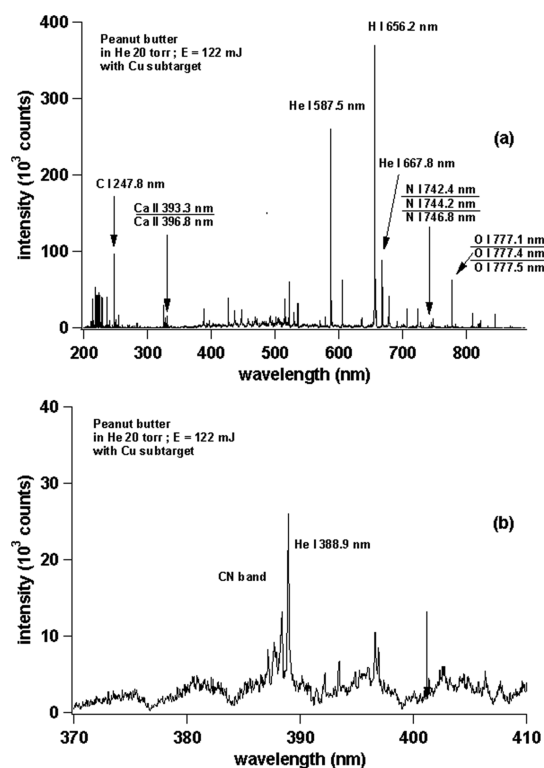 400
300
200
100
0
intensity (10³ counts)
Peanut butter
in He 20 torr ; E = 122 mJ
with Cu subtarget
H I 656.2 nm
He I 587.5 nm
(a)
He I 667.8 nm
C I 247.8 nm
Ca II 393.3 nm
Ca II 396.8 nm
N I 742.4 nm
N I 744.2 nm
N I 746.8 nm
O I 777.1 nm
O I 777.4 nm
O I 777.5 nm
200 300 400 500 600 700 800
wavelength (nm)
40
30
20
10
0
intensity (10³ counts)
Peanut butter
in He 20 torr ; E = 122 mJ
with Cu subtarget
(b)
He I 388.9 nm
CN band
370 380 390 400 410
wavelength (nm)